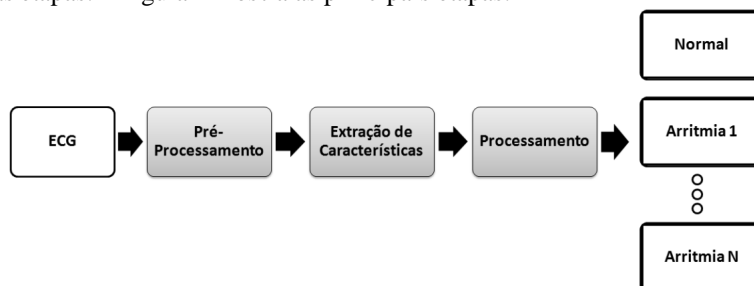 Normal
ECG
Pré-
Processamento
Extração de
Características
Processamento
Arritmia 1
Arritmia N